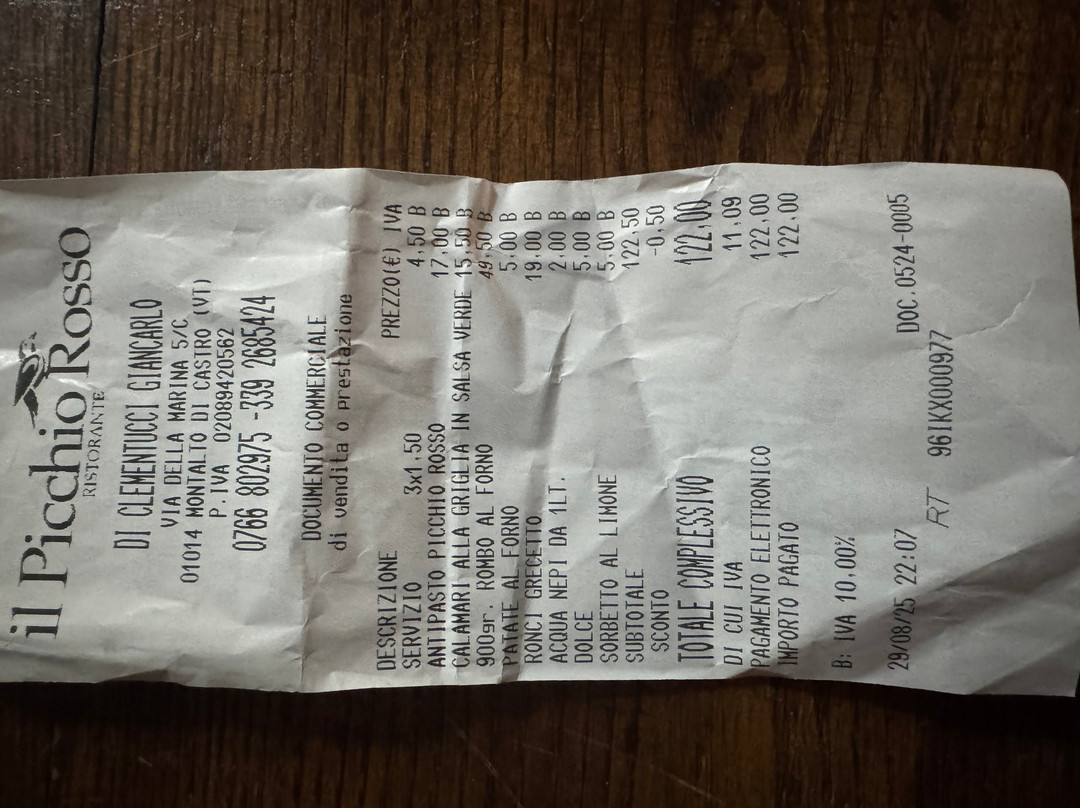 il Picchio Rosso
RISTORANTE
DI CLEMENTUCCI GIANCARLO
VIA DELLA MARINA 5/C
01014 MONTALTO DI CASTRO (VT)
P.IVA 02089420562
0766 802975 -339 2685424
DOCUMENTO COMMERCIALE
di vendita o prestazione
DESCRIZIONE PREZZO(€) IVA
SERVIZIO 3x1,50 4,50 B
ANTIPASTO PICCHIO ROSSO 17,00 B
CALAMARI ALLA GRIGLIA IN SALSA VERDE 15,50 B
900gr. ROMBO AL FORNO 49,50 B
PATATE AL FORNO 5,00 B
RONCI GRECETTO 19,00 B
ACQUA NEPI DA 1LT. 2,00 B
DOLCE 5,00 B
SORBETTO AL LIMONE 5,00 B
SUBTOTALE 122,50
SCONTO -0,50
TOTALE COMPLESSIVO 122,00
DI CUI IVA 11,09
PAGAMENTO ELETTRONICO 122,00
IMPORTO PAGATO 122,00
B: IVA 10,00%
29/08/25 22:07 DOC.0524-0005
RT 96IKX000977